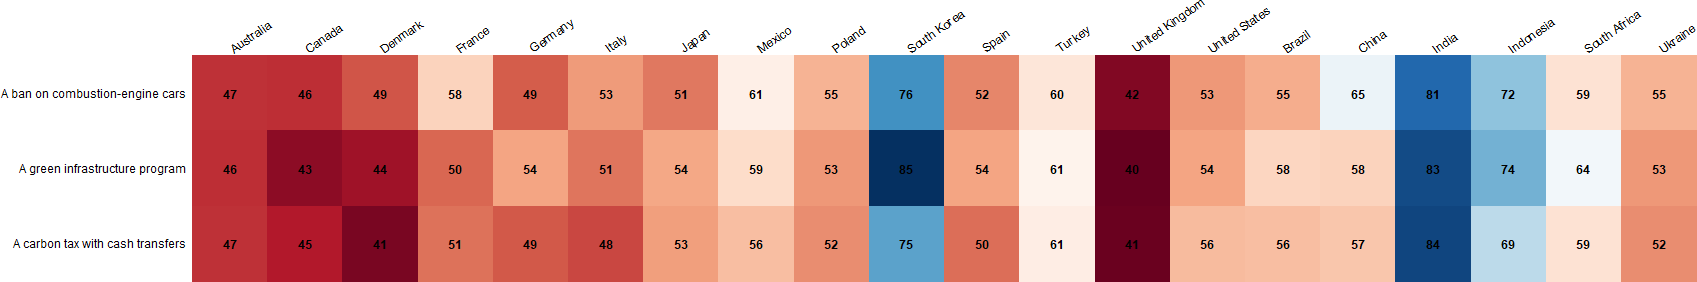 Australia Canada Denmark France Germany Italy Japan Mexico Poland South Korea Spain Turkey United Kingdom United States Brazil China India Indonesia South Africa Ukraine
A ban on combustion-engine cars 47 46 49 58 49 53 51 61 55 76 52 60 42 53 55 65 81 72 59 55
A green infrastructure program 46 43 44 50 54 51 54 59 53 85 54 61 40 54 58 58 83 74 64 53
A carbon tax with cash transfers 47 45 41 51 49 48 53 56 52 75 50 61 41 56 56 57 84 69 59 52